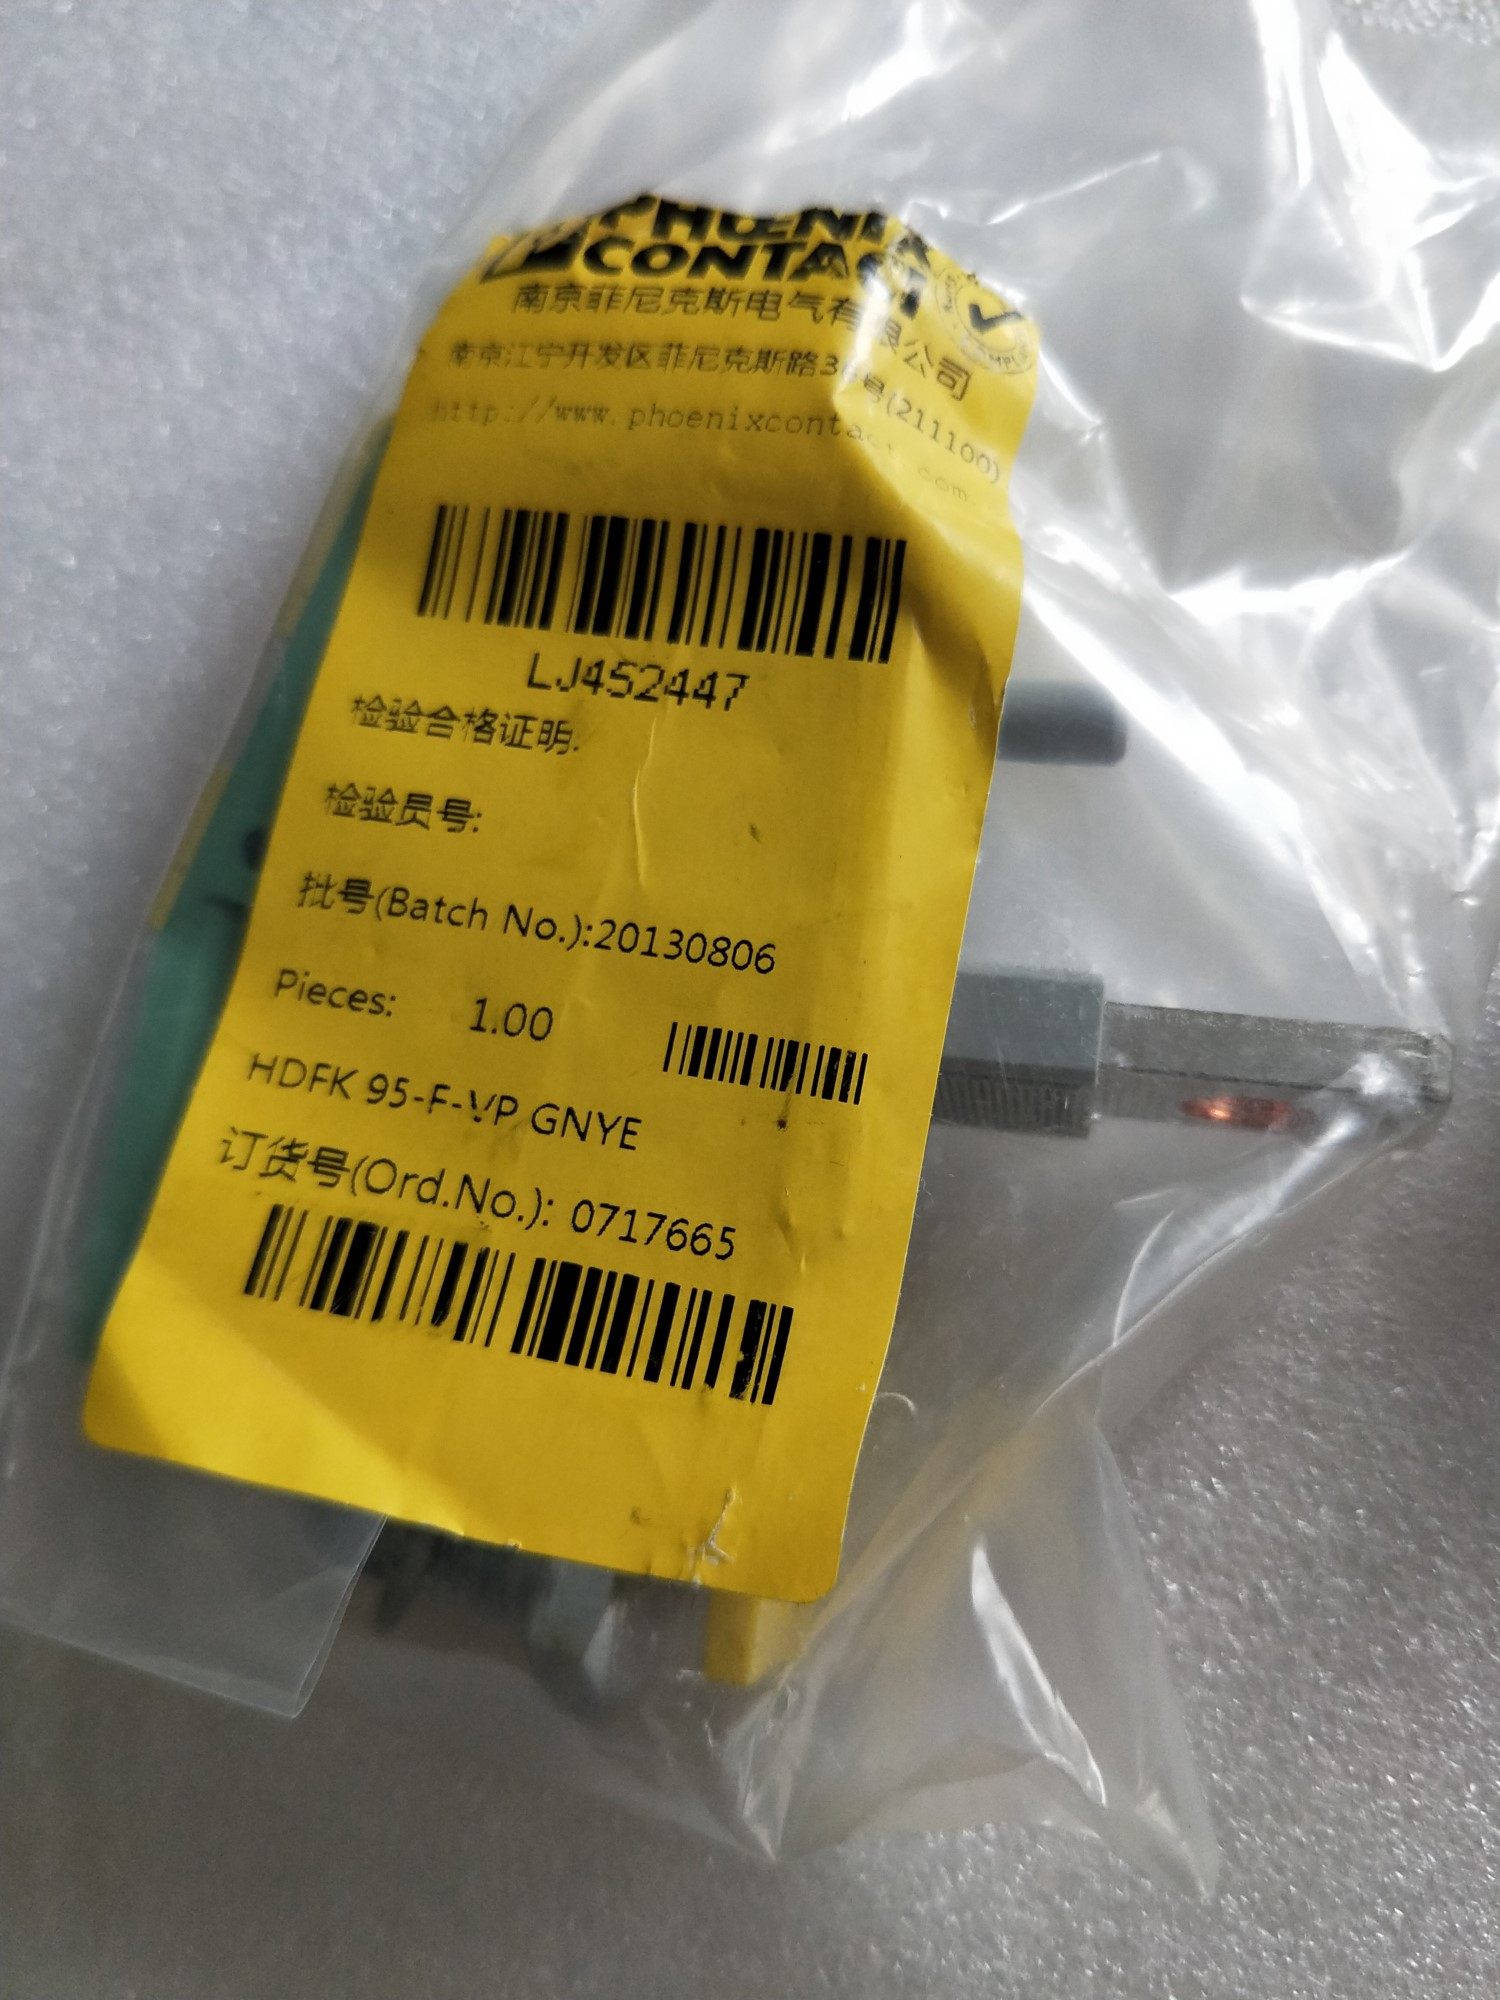 PHŒNIX
CONTACT
南京菲尼克斯电气有限公司
南京江宁开发区菲尼克斯路36号(211100)
http://www.phoenixcontact.com
LJ452447
检验合格证明:
检验员号:
批号(Batch No.):20130806
Pieces: 1.00
HDFK 95-F-VP GNYE
订货号(Ord.No.): 0717665